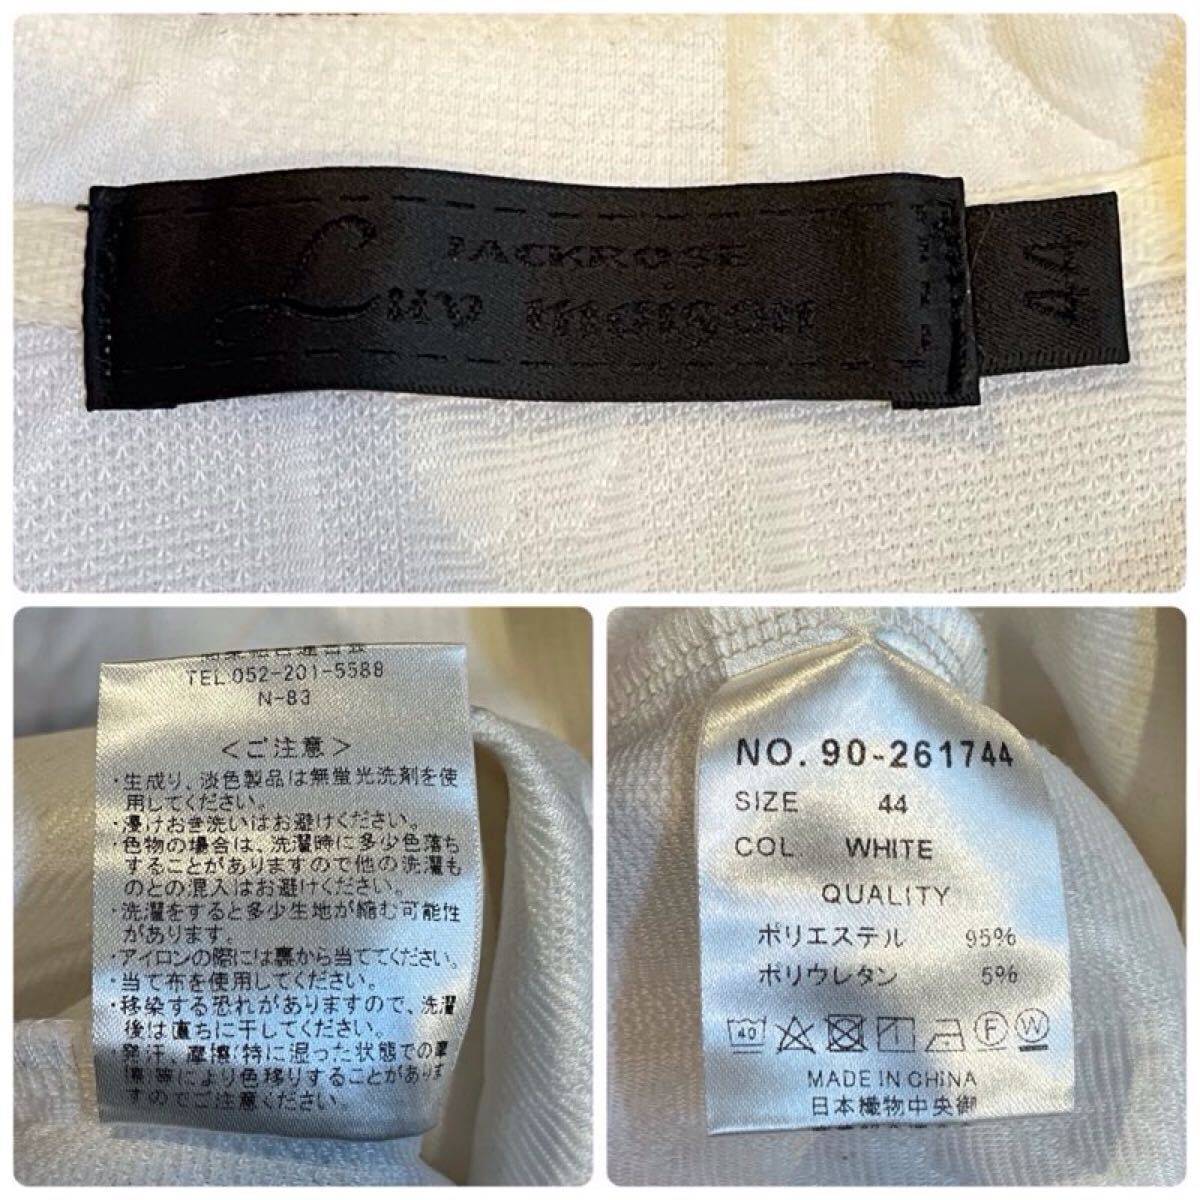 JACKROSE
44
TEL.052-201-5588
N-83
＜ご注意＞
・生成り、淡色製品は無蛍光洗剤を使
用してください。
・浸けおき洗いはお避けください。
・色物の場合は、洗濯時に多少色落ち
することがありますので他の洗濯も
のとの混入はお避けください。
・洗濯をすると多少生地が縮む可能性
があります。
・アイロンの際には裏から当ててください。
・当て布を使用してください。
・移染する恐れがありますので、洗濯
後は直ちに干してください。
発汗、摩擦(特に湿った状態での摩
擦)等により色移りすることがありま
すのでご注意ください。
NO. 90-261744
SIZE 44
COL. WHITE
QUALITY
ポリエステル 95%
ポリウレタン 5%
40 F W
MADE IN CHINA
日本織物中央卸